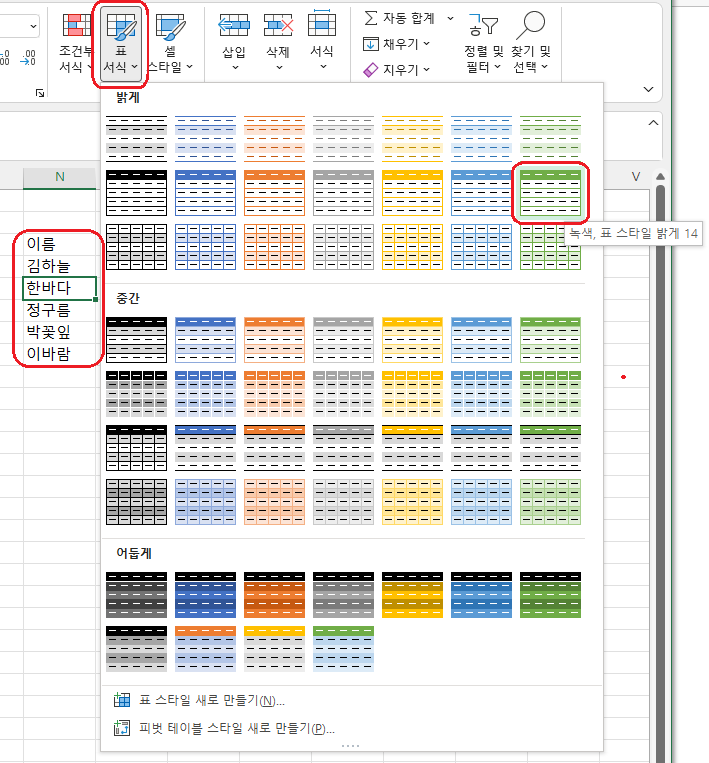 자동 합계
채우기
지우기
조건부
서식
표
서식
셀
스타일
삽입
삭제
서식
정렬 및
필터
찾기 및
선택
00
.00
밝게
N
V
녹색, 표 스타일 밝게 14
이름
김하늘
한바다
정구름
박꽃잎
이바람
중간
어둡게
표 스타일 새로 만들기(N)...
피벗 테이블 스타일 새로 만들기(P)...